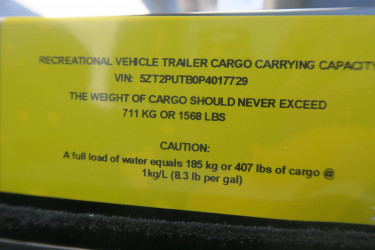 RECREATIONAL VEHICLE TRAILER CARGO CARRYING CAPACITY
VIN: 5ZT2PUTB0P4017729
THE WEIGHT OF CARGO SHOULD NEVER EXCEED
711 KG OR 1568 LBS
CAUTION:
A full load of water equals 185 kg or 407 lbs of cargo @
1kg/L (8.3 lb per gal)